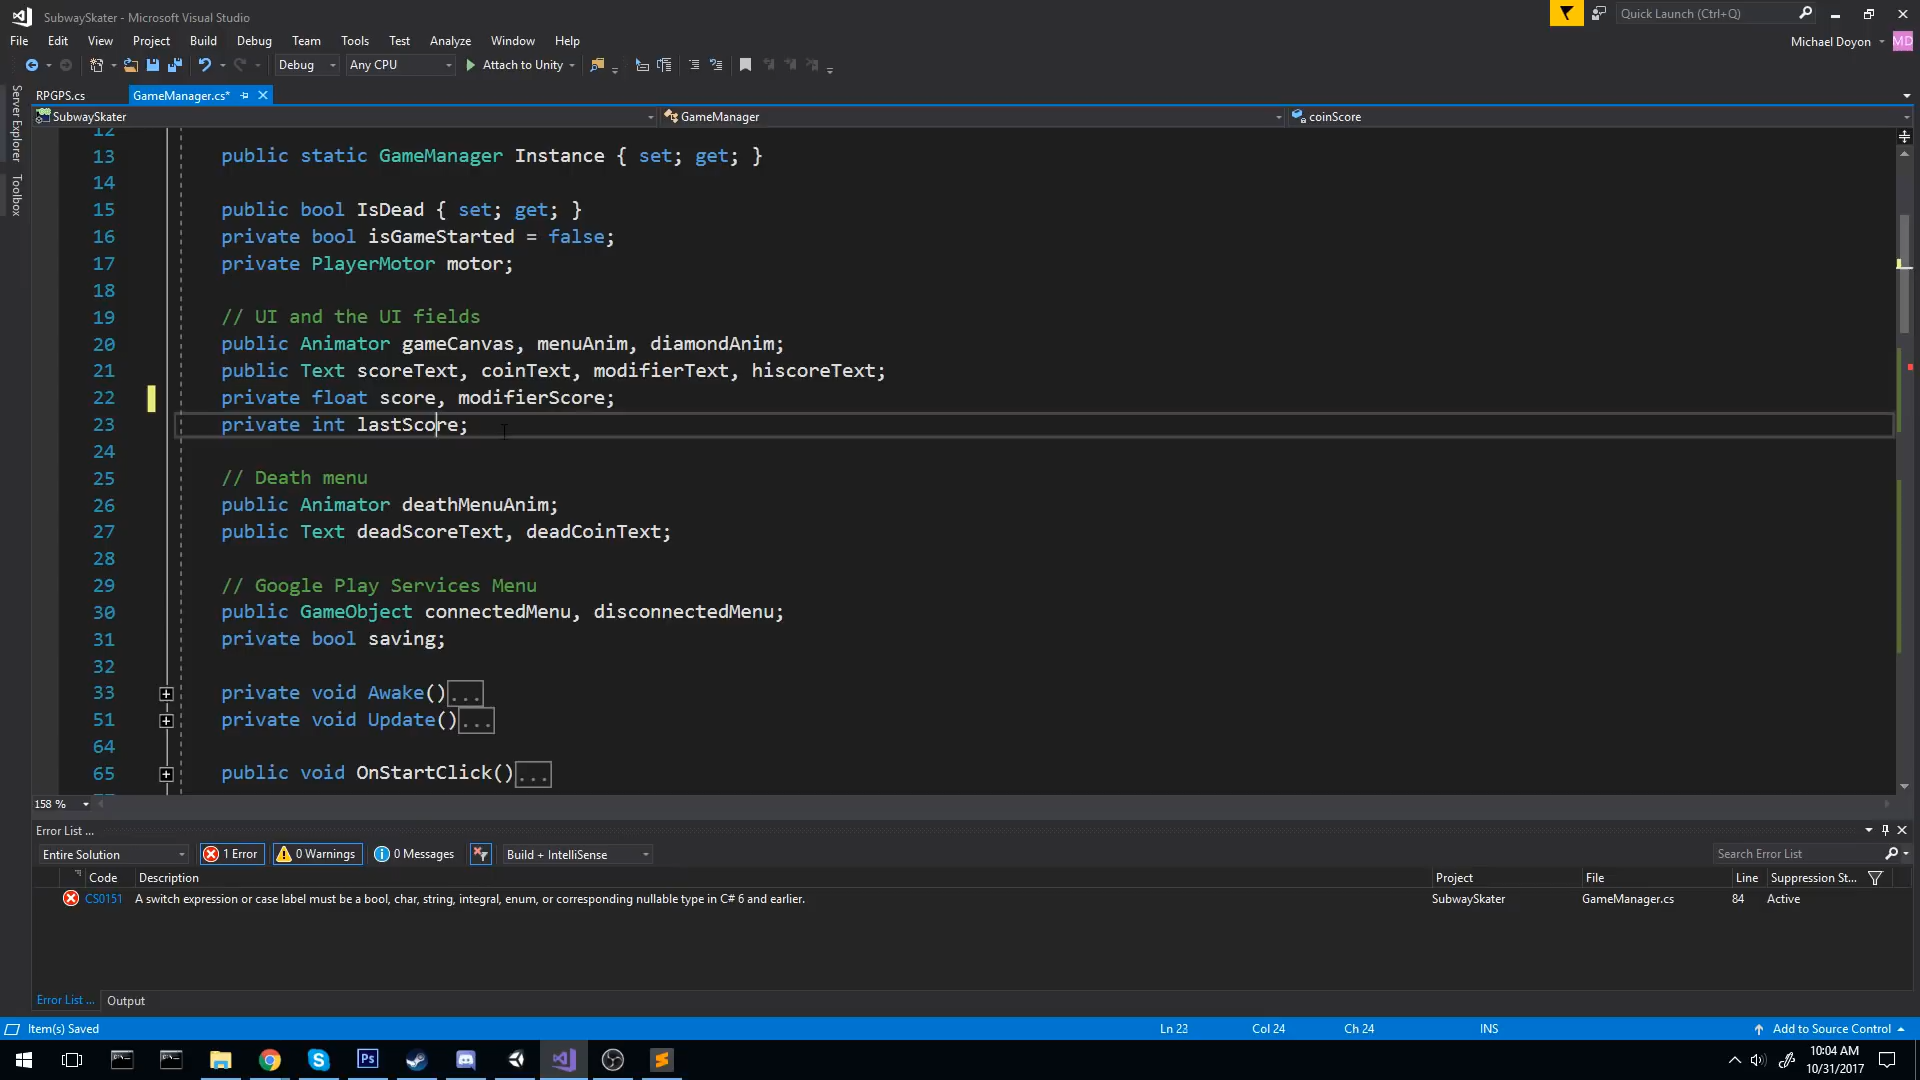 SubwaySkater - Microsoft Visual Studio
Quick Launch (Ctrl+Q)
File Edit View Project Build Debug Team Tools Test Analyze Window Help
Michael Doyon MD
Debug Any CPU Attach to Unity
Server Explorer
Toolbox
RPGPS.cs GameManager.cs*
SubwaySkater GameManager coinScore
12
13 public static GameManager Instance { set; get; }
14
15 public bool IsDead { set; get; }
16 private bool isGameStarted = false;
17 private PlayerMotor motor;
18
19 // UI and the UI fields
20 public Animator gameCanvas, menuAnim, diamondAnim;
21 public Text scoreText, coinText, modifierText, hiscoreText;
22 private float score, modifierScore;
23 private int lastScore;
24
25 // Death menu
26 public Animator deathMenuAnim;
27 public Text deadScoreText, deadCoinText;
28
29 // Google Play Services Menu
30 public GameObject connectedMenu, disconnectedMenu;
31 private bool saving;
32
33 private void Awake()...
51 private void Update()...
64
65 public void OnStartClick()...
158 %
Error List ...
Entire Solution 1 Error 0 Warnings 0 Messages Build + IntelliSense Search Error List
Code Description Project File Line Suppression St...
CS0151 A switch expression or case label must be a bool, char, string, integral, enum, or corresponding nullable type in C# 6 and earlier. SubwaySkater GameManager.cs 84 Active
Error List ... Output
Item(s) Saved Ln 23 Col 24 Ch 24 INS Add to Source Control
Ps
10:04 AM
10/31/2017